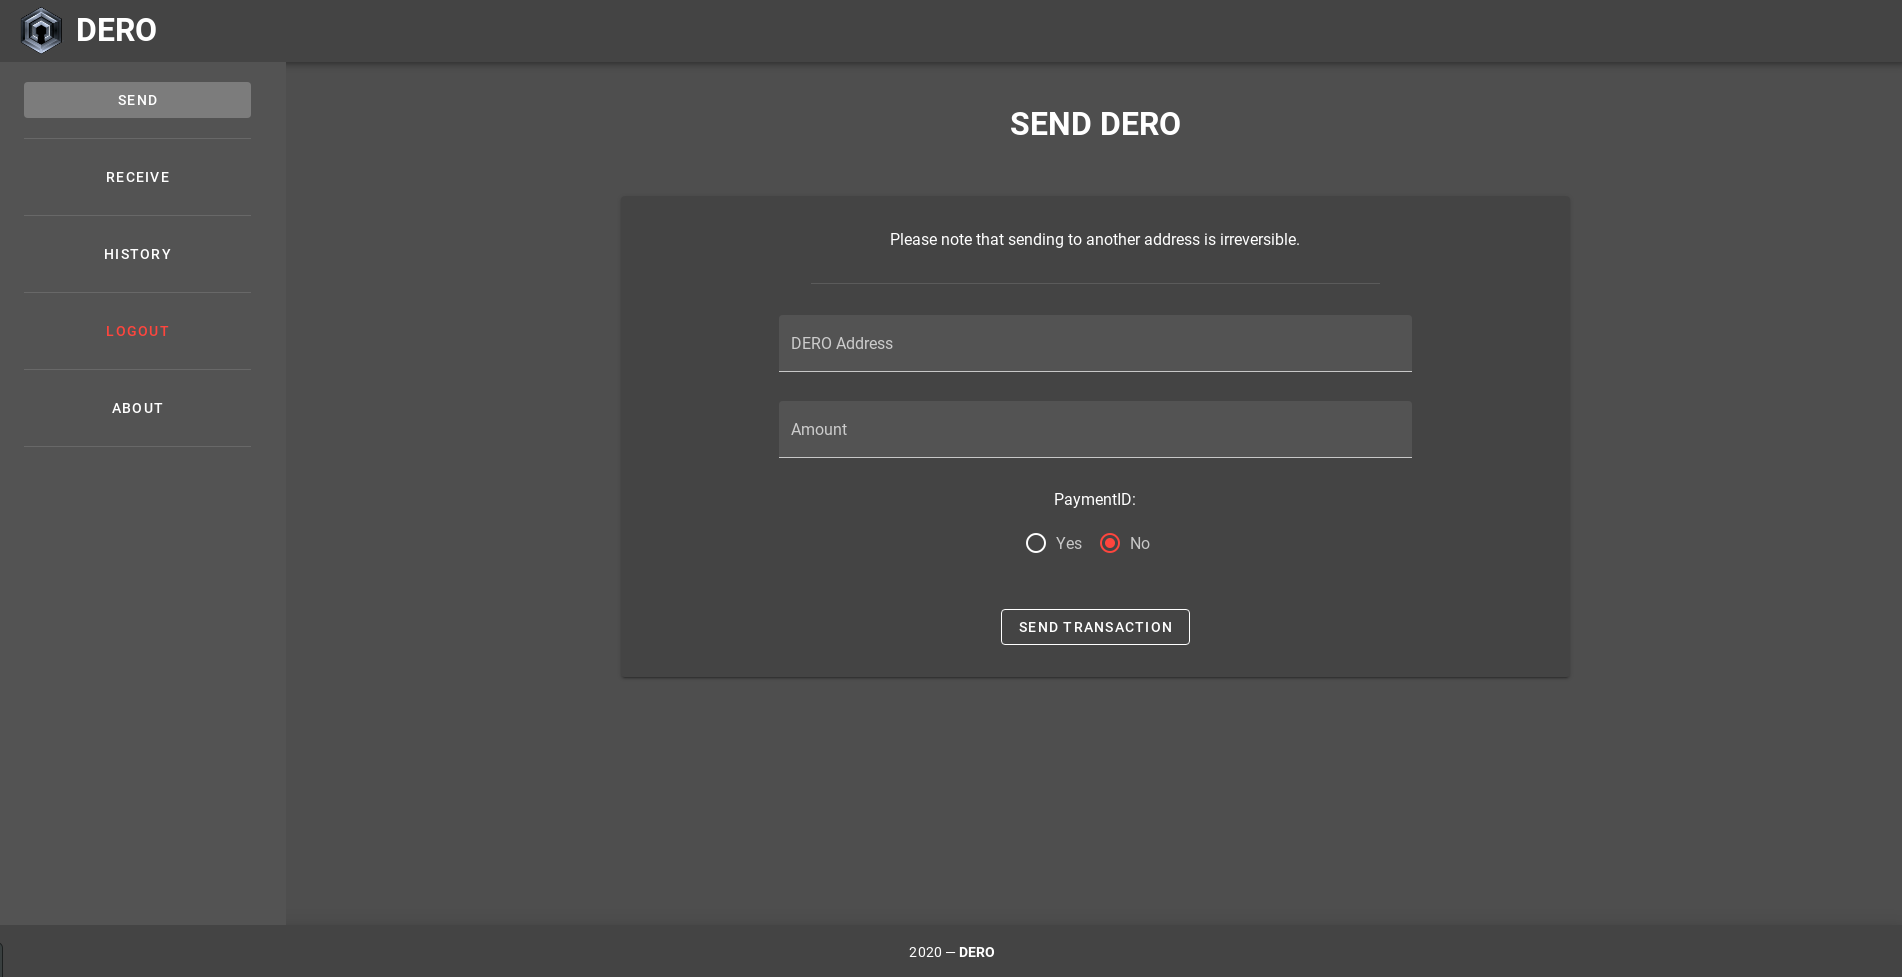 DERO
SEND
RECEIVE
HISTORY
LOGOUT
ABOUT
SEND DERO
Please note that sending to another address is irreversible.
DERO Address
Amount
PaymentID:
Yes No
SEND TRANSACTION
2020 — DERO